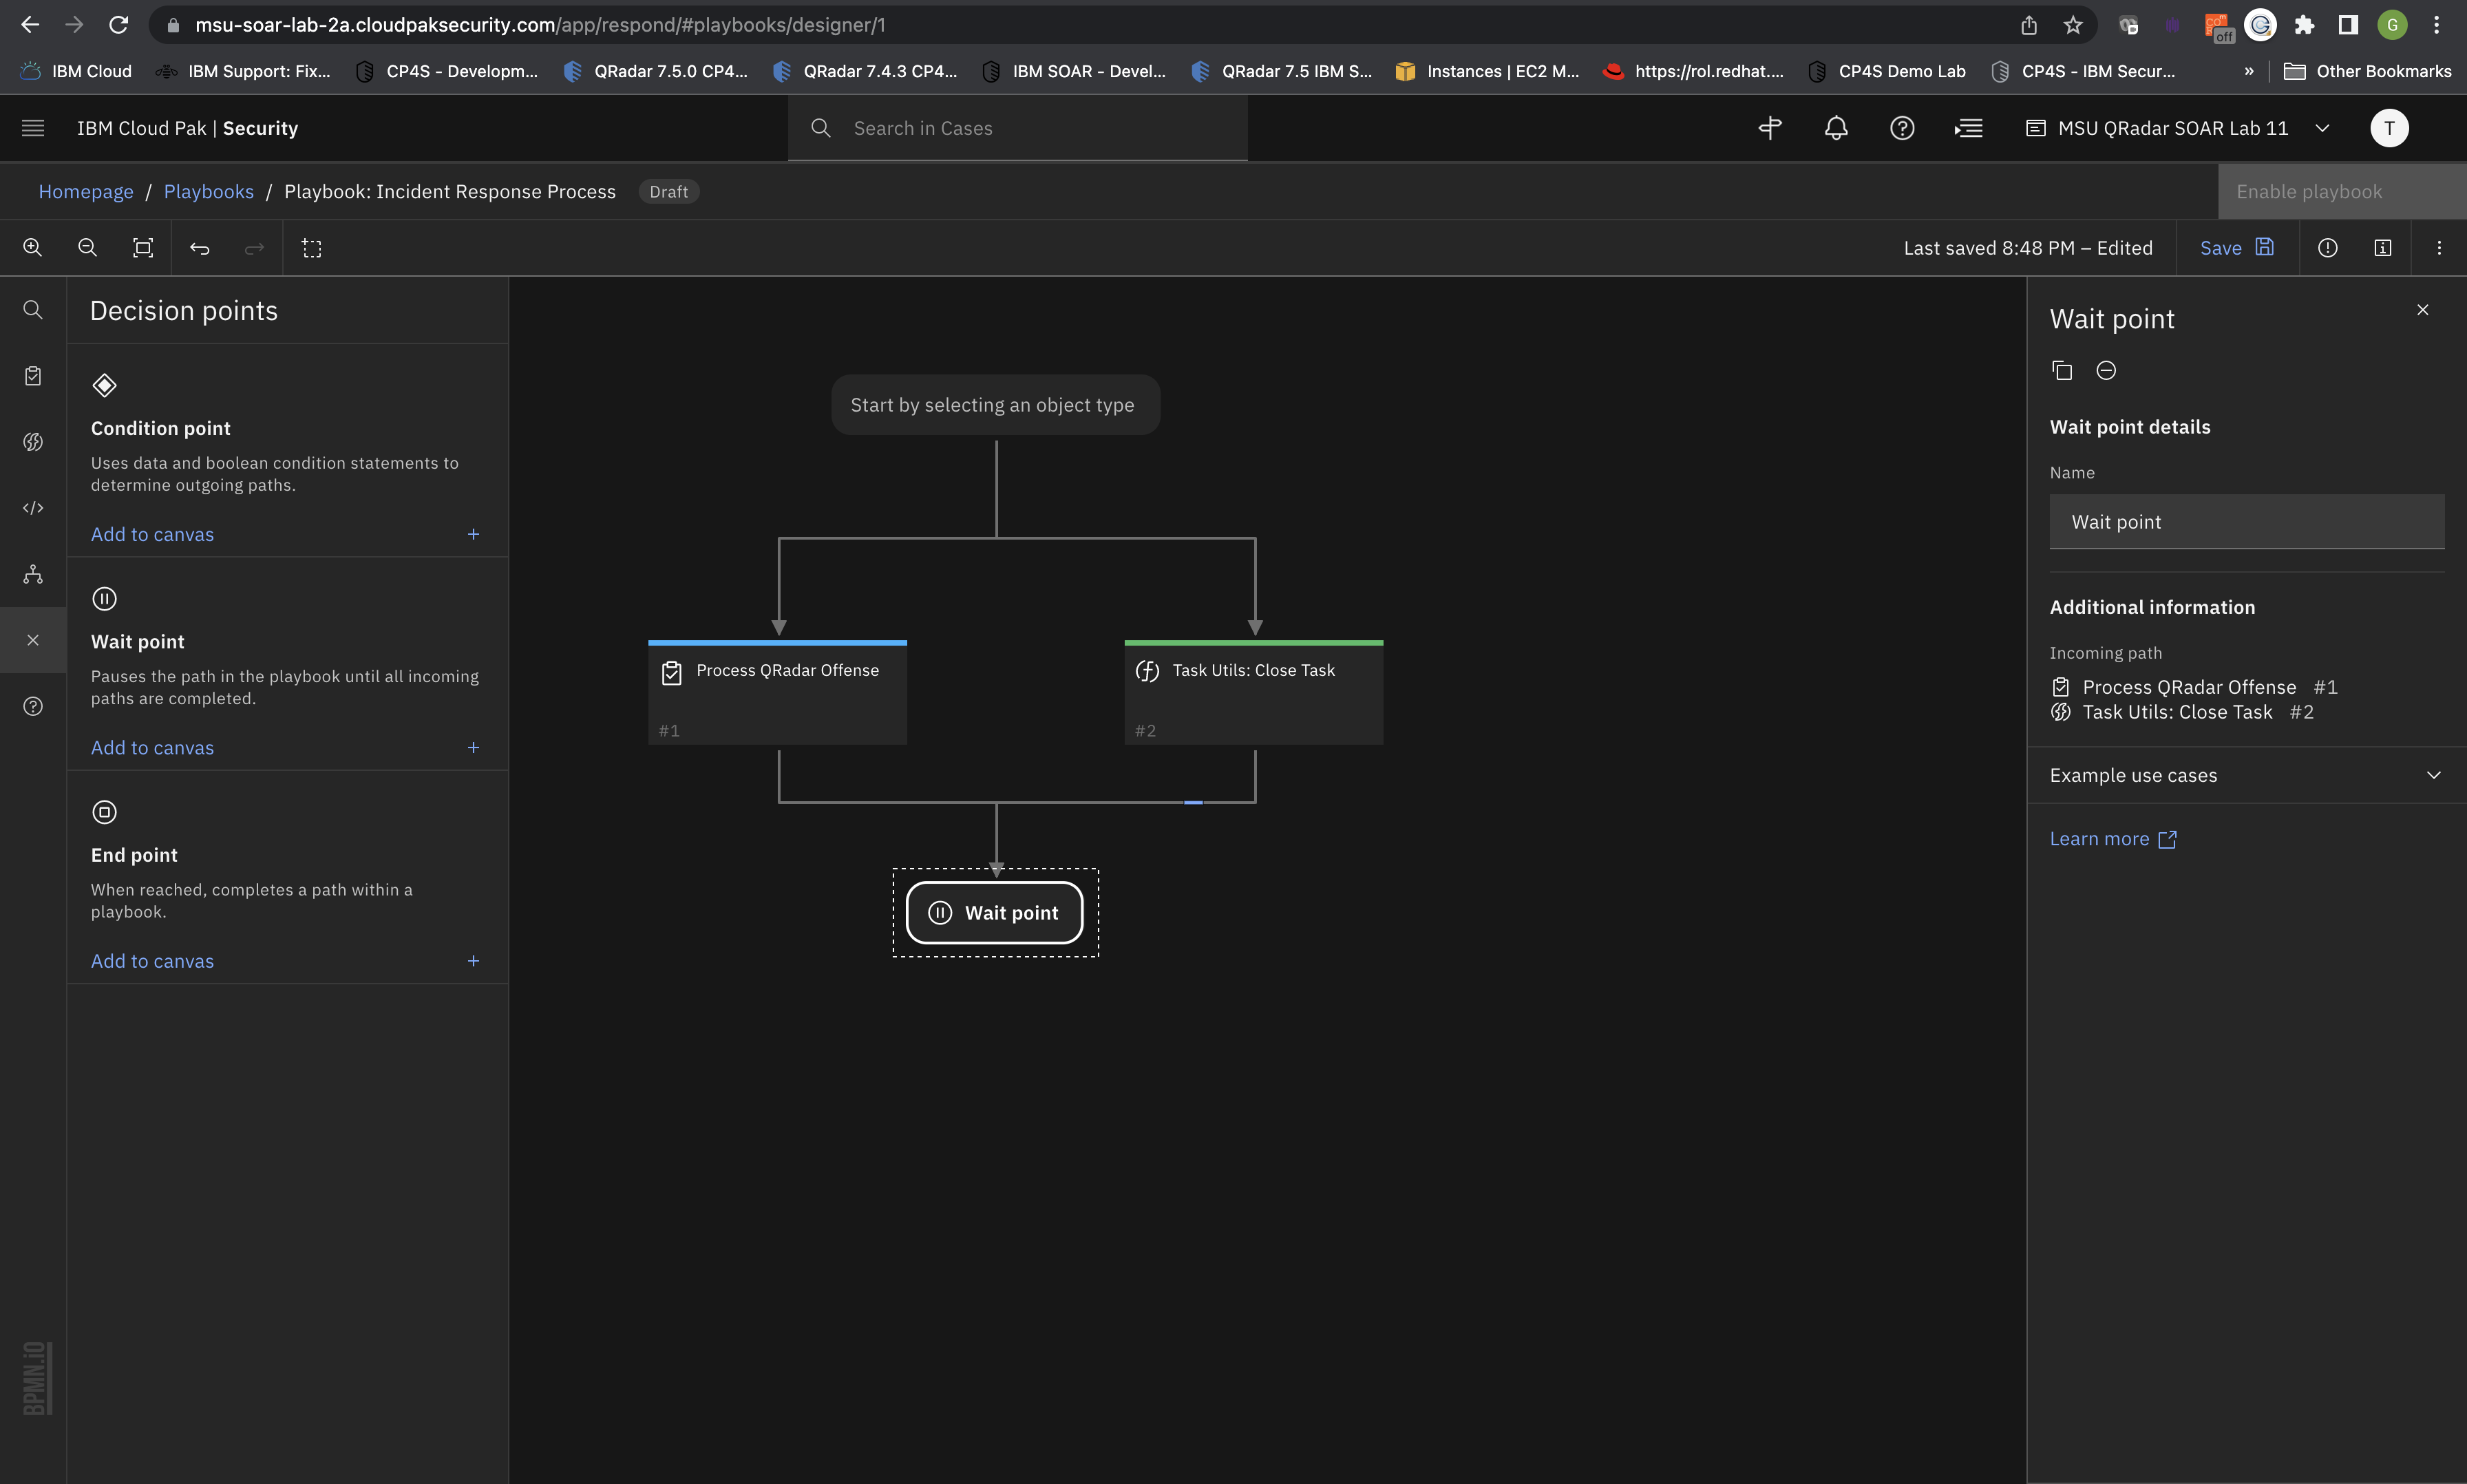 msu-soar-lab-2a.cloudpaksecurity.com/app/respond/#playbooks/designer/1
off
G
IBM Cloud
IBM Support: Fix...
CP4S - Developm...
QRadar 7.5.0 CP4...
QRadar 7.4.3 CP4...
IBM SOAR - Devel...
QRadar 7.5 IBM S...
Instances | EC2 M...
https://rol.redhat....
CP4S Demo Lab
CP4S - IBM Secur...
»
Other Bookmarks
IBM Cloud Pak | Security
Search in Cases
MSU QRadar SOAR Lab 11
T
Homepage / Playbooks / Playbook: Incident Response Process
Draft
Enable playbook
Last saved 8:48 PM – Edited
Save
Decision points
Condition point
Uses data and boolean condition statements to
determine outgoing paths.
Add to canvas +
Wait point
Pauses the path in the playbook until all incoming
paths are completed.
Add to canvas +
End point
When reached, completes a path within a
playbook.
Add to canvas +
BPMN.iO
Start by selecting an object type
Process QRadar Offense
#1
Task Utils: Close Task
#2
Wait point
Wait point
Wait point details
Name
Wait point
Additional information
Incoming path
Process QRadar Offense #1
Task Utils: Close Task #2
Example use cases
Learn more